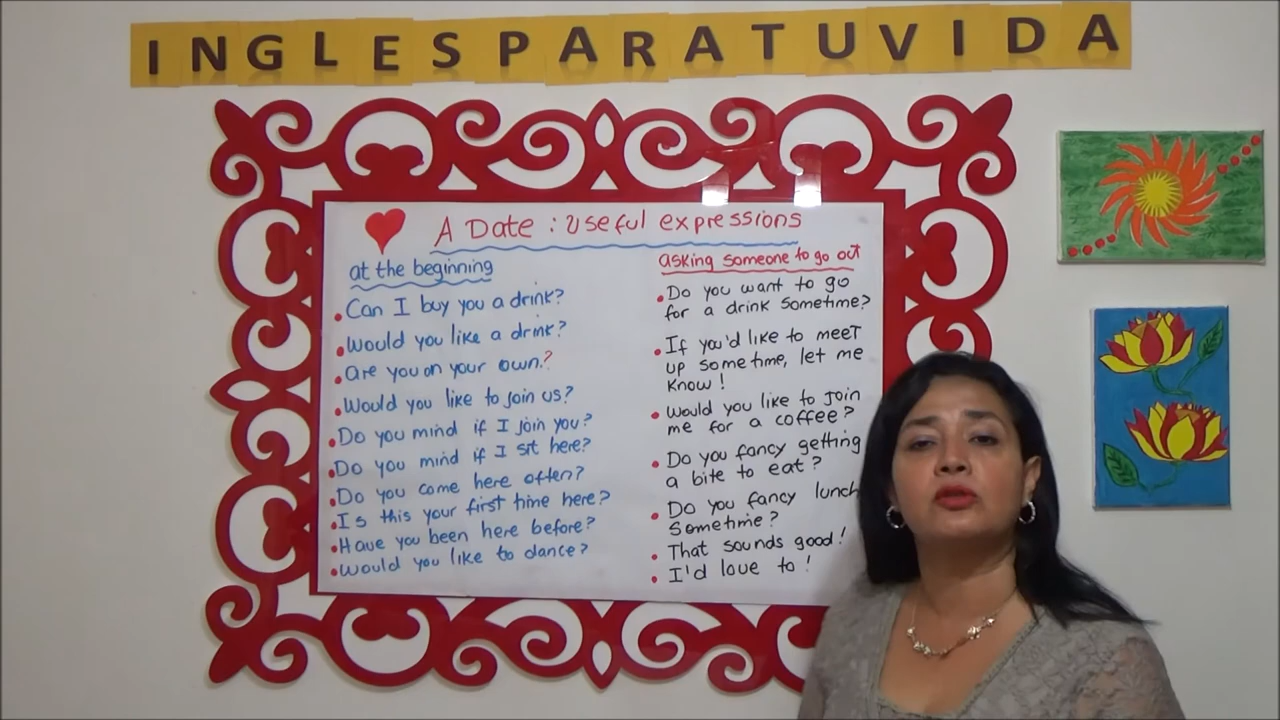 INGLESPARATUVIDA
A Date : Useful expressions
at the beginning
Can I buy you a drink?
Would you like a drink?
are you on your own.?
Would you like to join us?
Do you mind if I join you?
Do you mind if I sit here?
Do you come here often?
Is this your first time here?
Have you been here before?
Would you like to dance?
asking someone to go out
Do you want to go
for a drink sometime?
If you'd like to meet
up sometime, let me
know!
Would you like to join
me for a coffee?
Do you fancy getting
a bite to eat?
Do you fancy lunch
sometime?
That sounds good!
I'd love to!